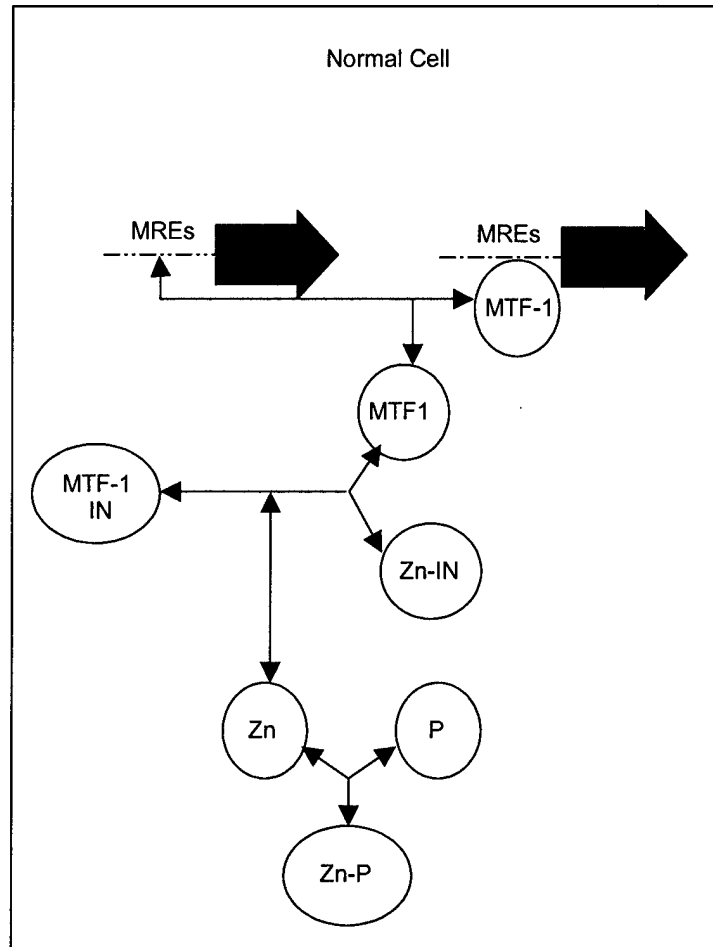 Normal Cell
MREs
MREs
MTF-1
MTF1
MTF-1
IN
Zn-IN
Zn
P
Zn-P